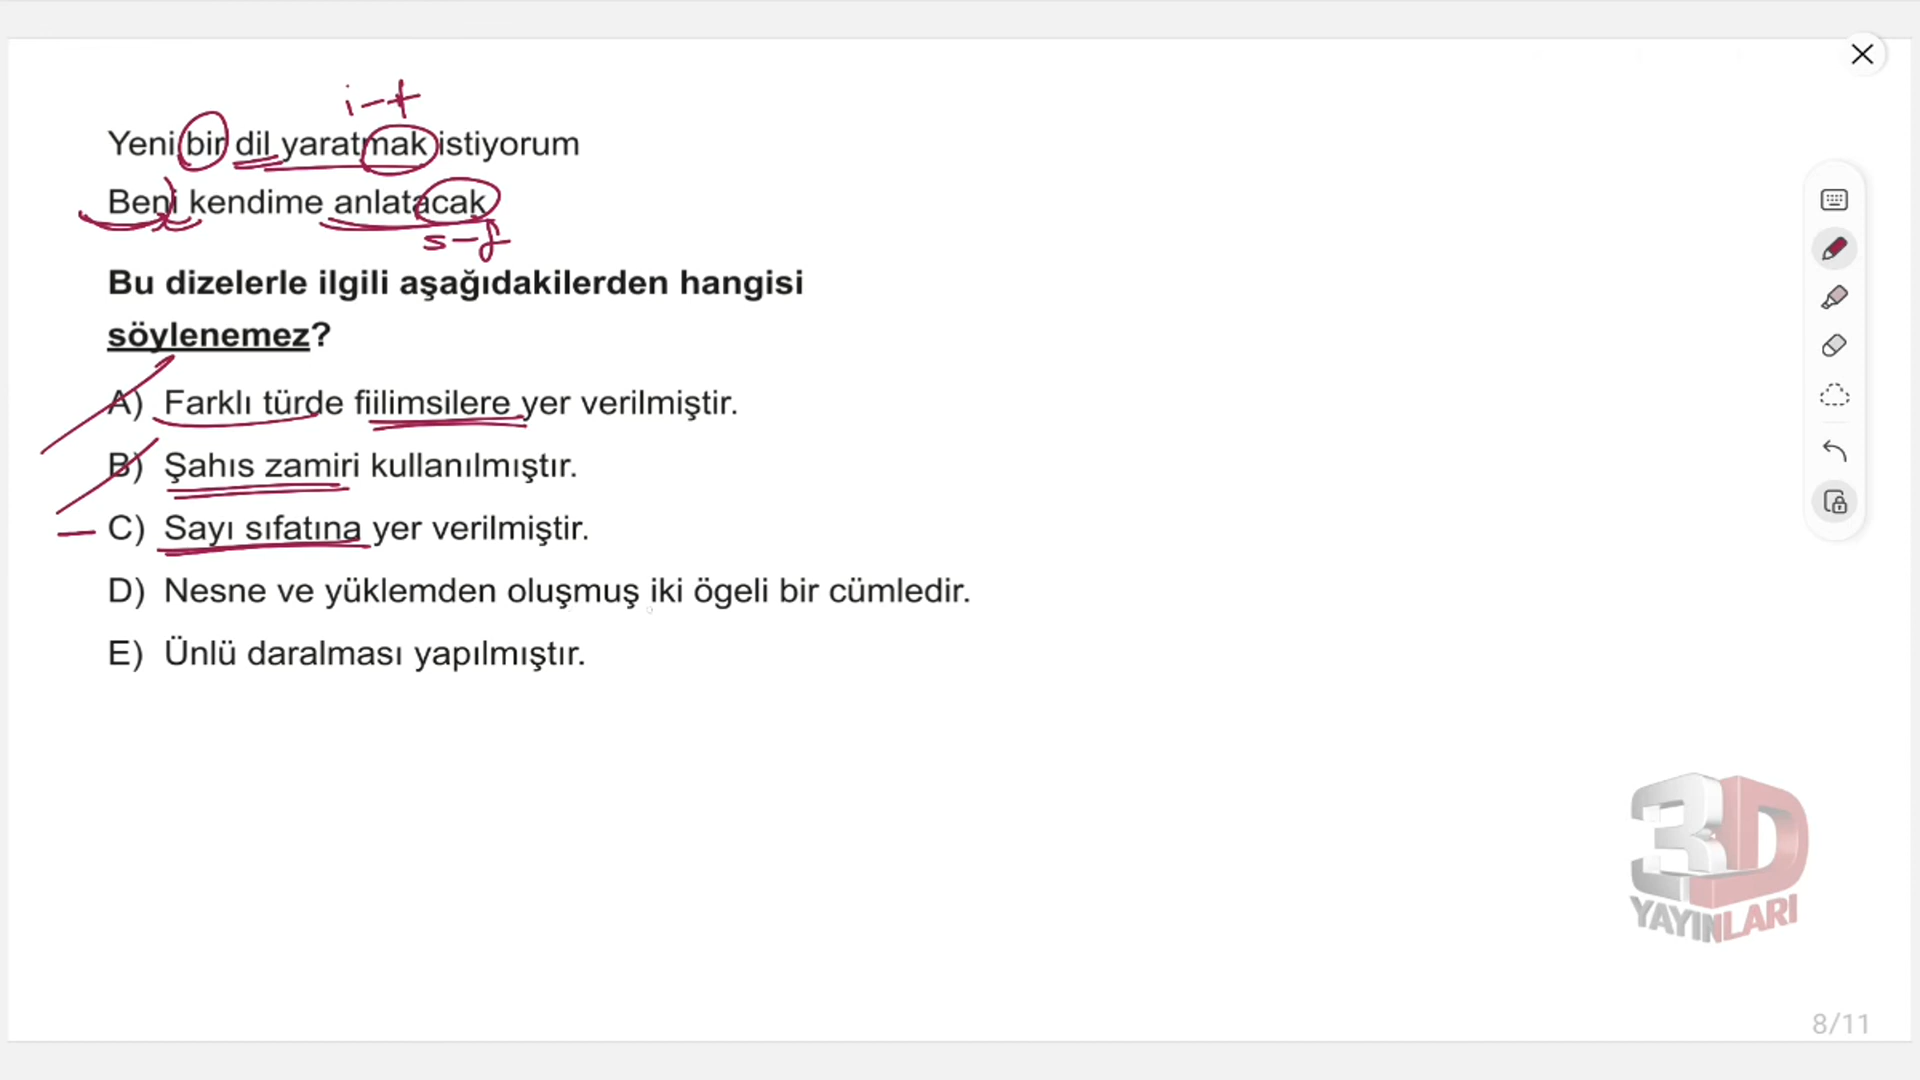 i-f
Yeni bir dil yaratmak istiyorum
Beni kendime anlatacak
s-f
Bu dizelerle ilgili aşağıdakilerden hangisi
söylenemez?
A) Farklı türde fiilimsilere yer verilmiştir.
B) Şahıs zamiri kullanılmıştır.
C) Sayı sıfatına yer verilmiştir.
D) Nesne ve yüklemden oluşmuş iki ögeli bir cümledir.
E) Ünlü daralması yapılmıştır.
3D
YAYINLARI
8/11